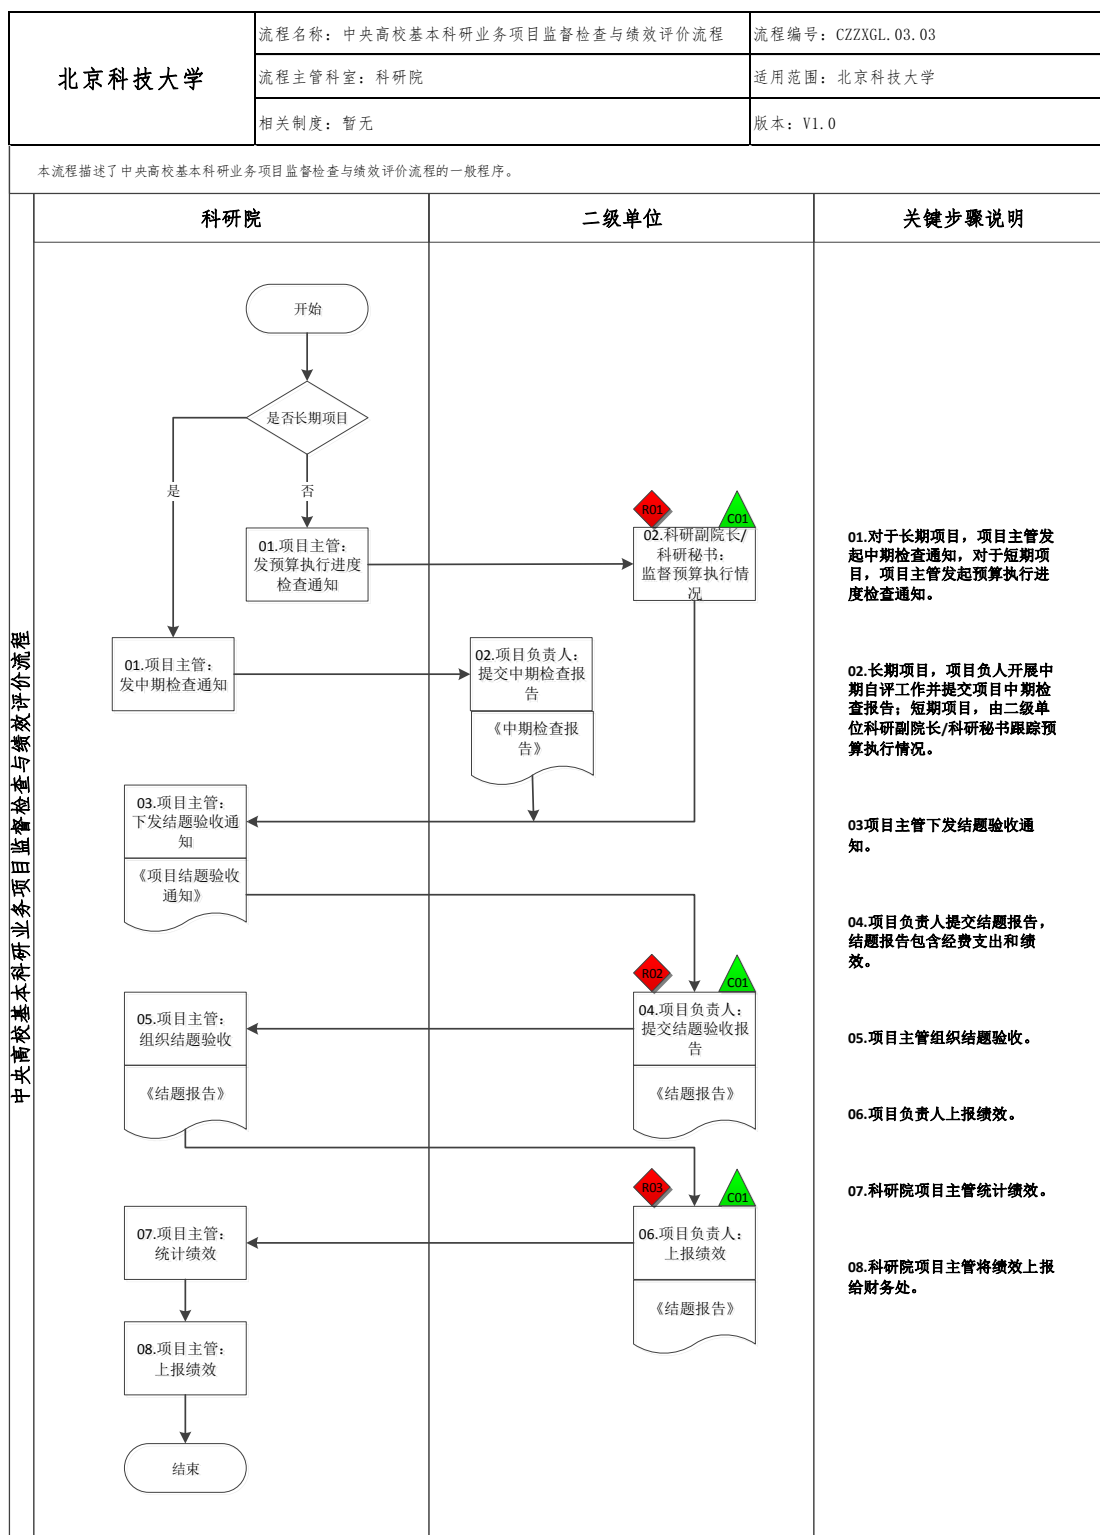 北京科技大学
流程名称：中央高校基本科研业务项目监督检查与绩效评价流程
流程编号：CZZXGL.03.03
流程主管科室：科研院
适用范围：北京科技大学
相关制度：暂无
版本：V1.0
本流程描述了中央高校基本科研业务项目监督检查与绩效评价流程的一般程序。
中央高校基本科研业务项目监督检查与绩效评价流程
科研院
二级单位
关键步骤说明
开始
是否长期项目
是
否
01.项目主管：
发预算执行进度
检查通知
R01
C01
02.科研副院长/
科研秘书：
监督预算执行情
况
01.项目主管：
发中期检查通知
02.项目负责人：
提交中期检查报
告
《中期检查报
告》
03.项目主管：
下发结题验收通
知
《项目结题验收
通知》
R02
C01
04.项目负责人：
提交结题验收报
告
《结题报告》
05.项目主管：
组织结题验收
《结题报告》
R03
C01
06.项目负责人：
上报绩效
《结题报告》
07.项目主管：
统计绩效
08.项目主管：
上报绩效
结束
01.对于长期项目，项目主管发
起中期检查通知，对于短期项
目，项目主管发起预算执行进
度检查通知。
02.长期项目，项目负人开展中
期自评工作并提交项目中期检
查报告；短期项目，由二级单
位科研副院长/科研秘书跟踪预
算执行情况。
03项目主管下发结题验收通
知。
04.项目负责人提交结题报告，
结题报告包含经费支出和绩
效。
05.项目主管组织结题验收。
06.项目负责人上报绩效。
07.科研院项目主管统计绩效。
08.科研院项目主管将绩效上报
给财务处。